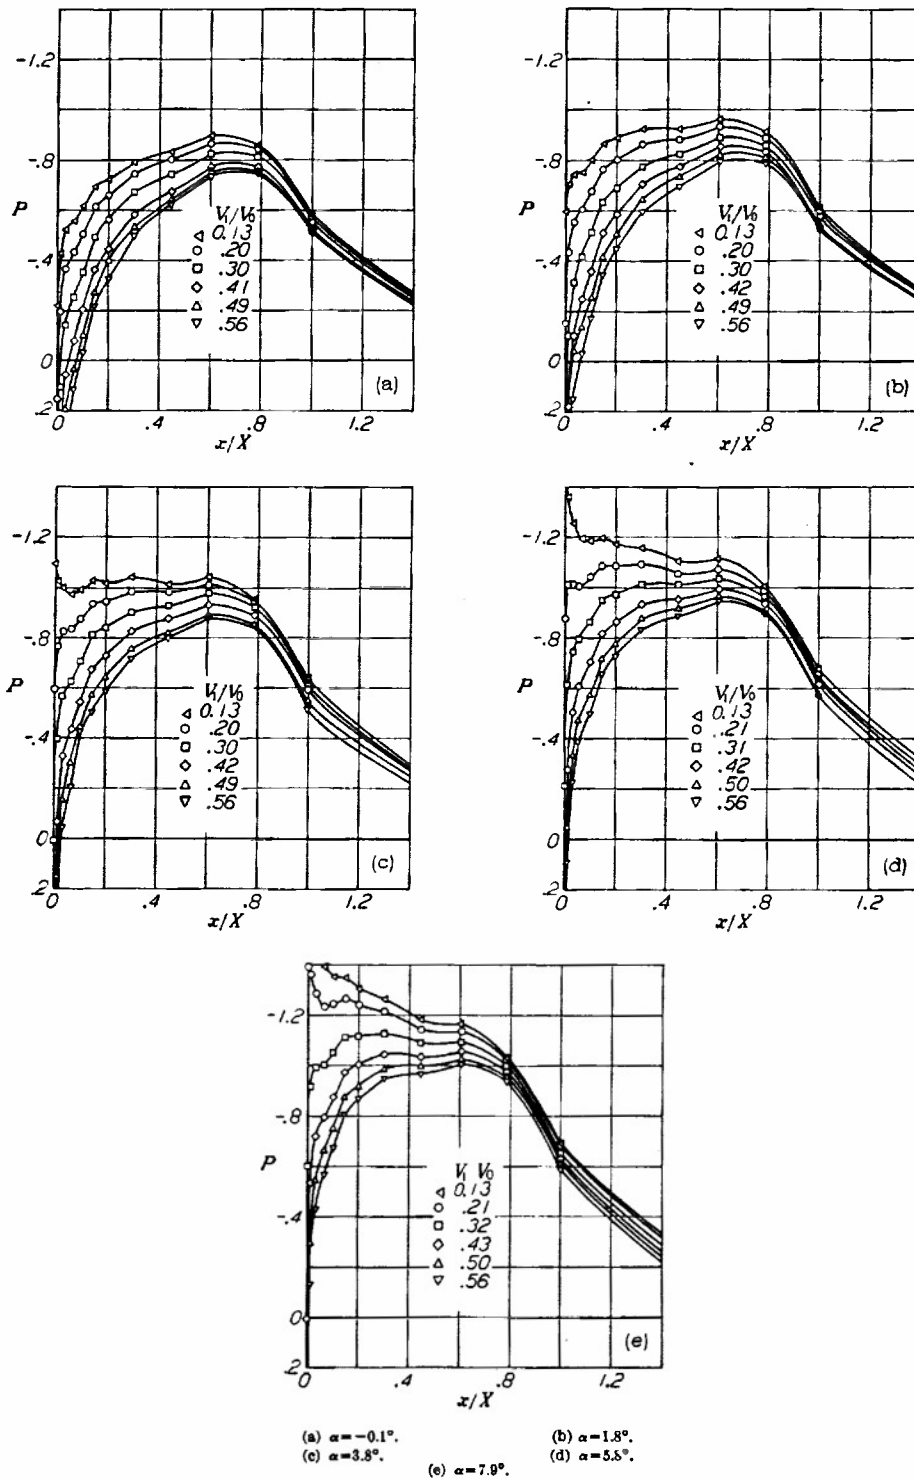 -1.2
-.8
P
-.4
0
.2
V₁/V₀
0.13
.20
.30
.41
.49
.56
(a)
0 .4 .8 1.2
x/X
-1.2
-.8
P
-.4
0
.2
V₁/V₀
0.13
.20
.30
.42
.49
.56
(b)
0 .4 .8 1.2
x/X
-1.2
-.8
P
-.4
0
.2
V₁/V₀
0.13
.20
.30
.42
.49
.56
(c)
0 .4 .8 1.2
x/X
-1.2
-.8
P
-.4
0
.2
V₁/V₀
0.13
.21
.31
.42
.50
.56
(d)
0 .4 .8 1.2
x/X
-1.2
-.8
P
-.4
0
.2
V₁ V₀
0.13
.21
.32
.43
.50
.56
(e)
0 .4 .8 1.2
x/X
(a) α=−0.1°. (b) α=1.8°.
(c) α=3.8°. (d)
(e) α=7.9°.